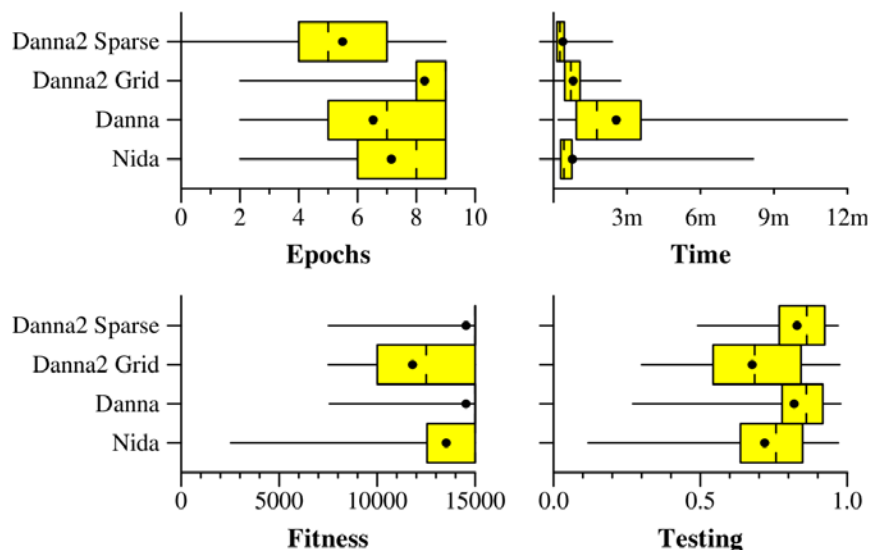 Danna2 Sparse
Danna2 Grid
Danna
Nida
0 2 4 6 8 10
Epochs
3m 6m 9m 12m
Time
Danna2 Sparse
Danna2 Grid
Danna
Nida
0 5000 10000 15000
Fitness
0.0 0.5 1.0
Testing